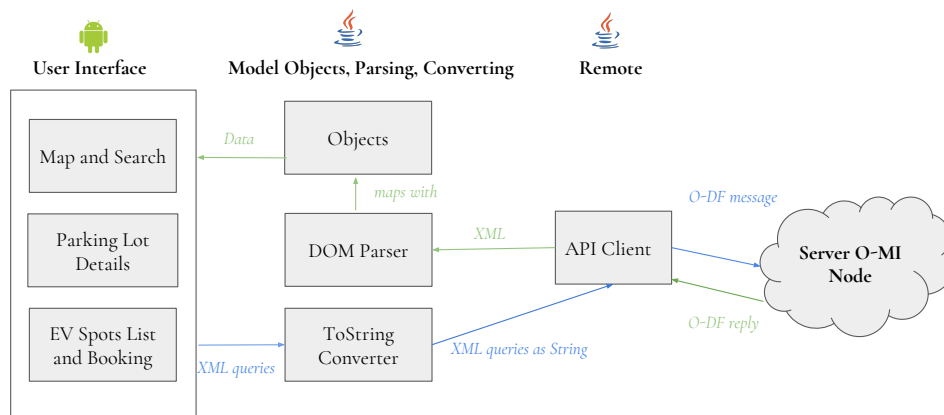 User Interface
Model Objects, Parsing, Converting
Remote
Map and Search
Data
Objects
maps with
Parking Lot
Details
DOM Parser
XML
API Client
O-DF message
Server O-MI
Node
O-DF reply
EV Spots List
and Booking
XML queries
ToString
Converter
XML queries as String